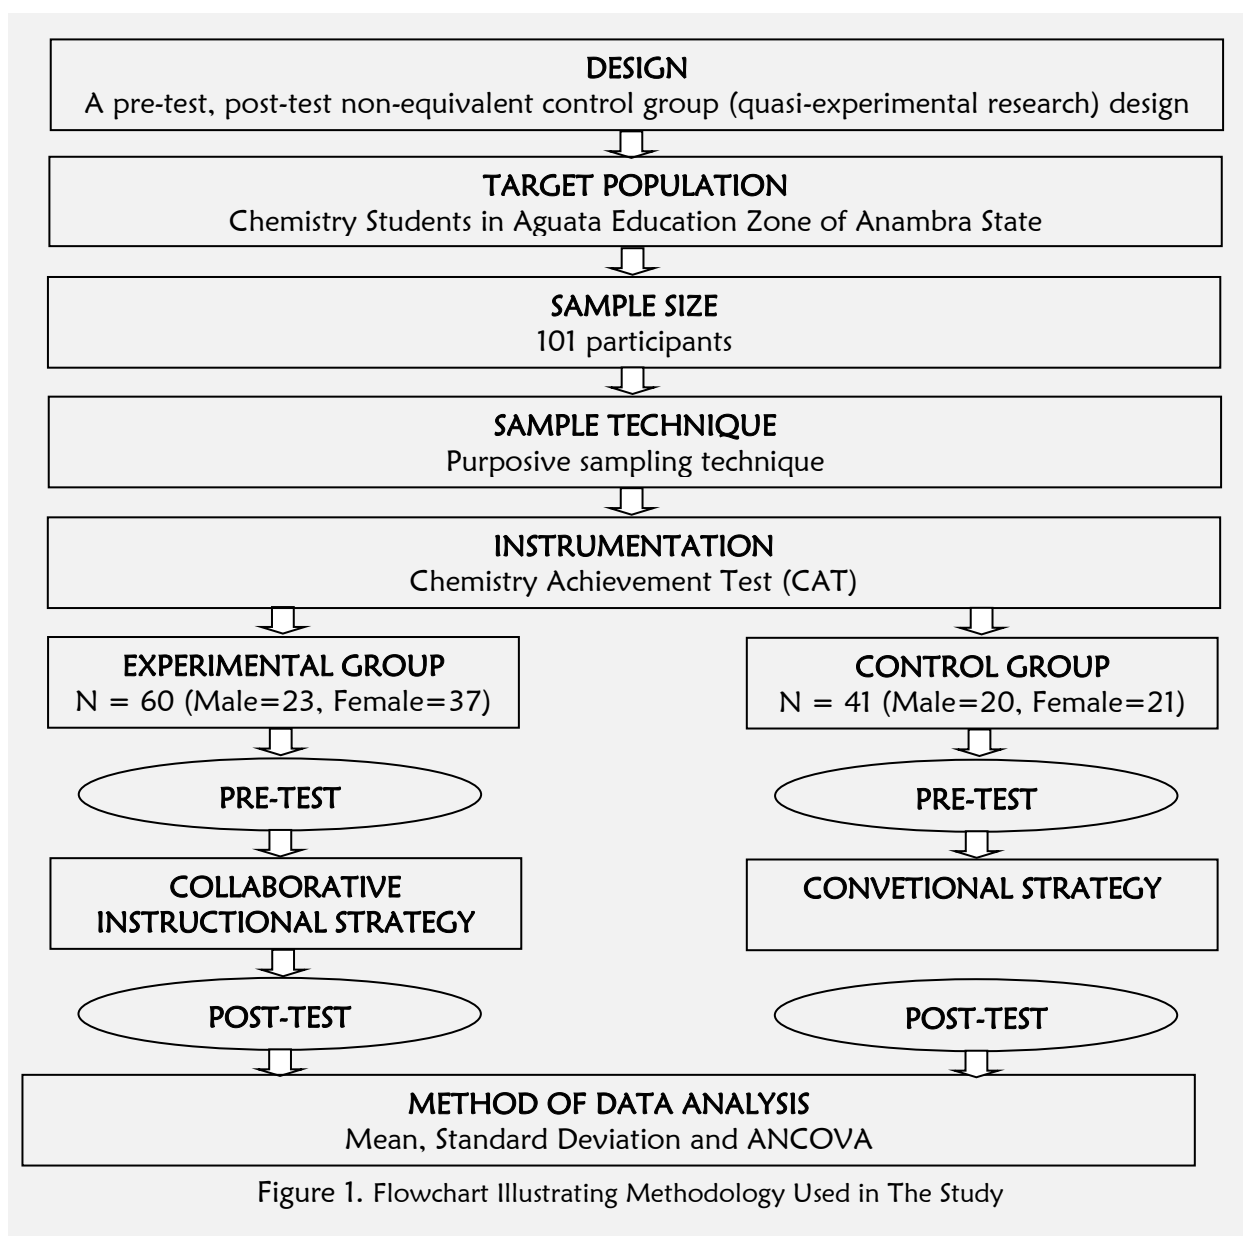 DESIGN
A pre-test, post-test non-equivalent control group (quasi-experimental research) design
TARGET POPULATION
Chemistry Students in Aguata Education Zone of Anambra State
SAMPLE SIZE
101 participants
SAMPLE TECHNIQUE
Purposive sampling technique
INSTRUMENTATION
Chemistry Achievement Test (CAT)
EXPERIMENTAL GROUP
N = 60 (Male=23, Female=37)
CONTROL GROUP
N = 41 (Male=20, Female=21)
PRE-TEST
PRE-TEST
COLLABORATIVE
INSTRUCTIONAL STRATEGY
CONVETIONAL STRATEGY
POST-TEST
POST-TEST
METHOD OF DATA ANALYSIS
Mean, Standard Deviation and ANCOVA
Figure 1. Flowchart Illustrating Methodology Used in The Study